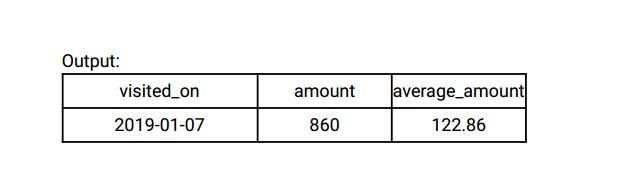 Output:
visited_on amount average_amount
2019-01-07 860 122.86